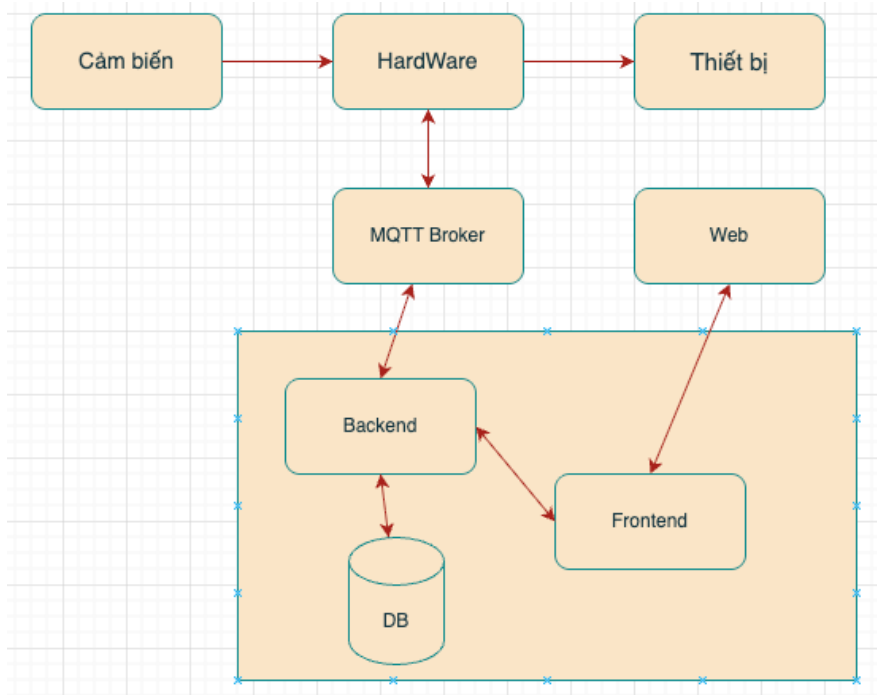 Cảm biến
HardWare
Thiết bị
MQTT Broker
Web
Backend
Frontend
DB